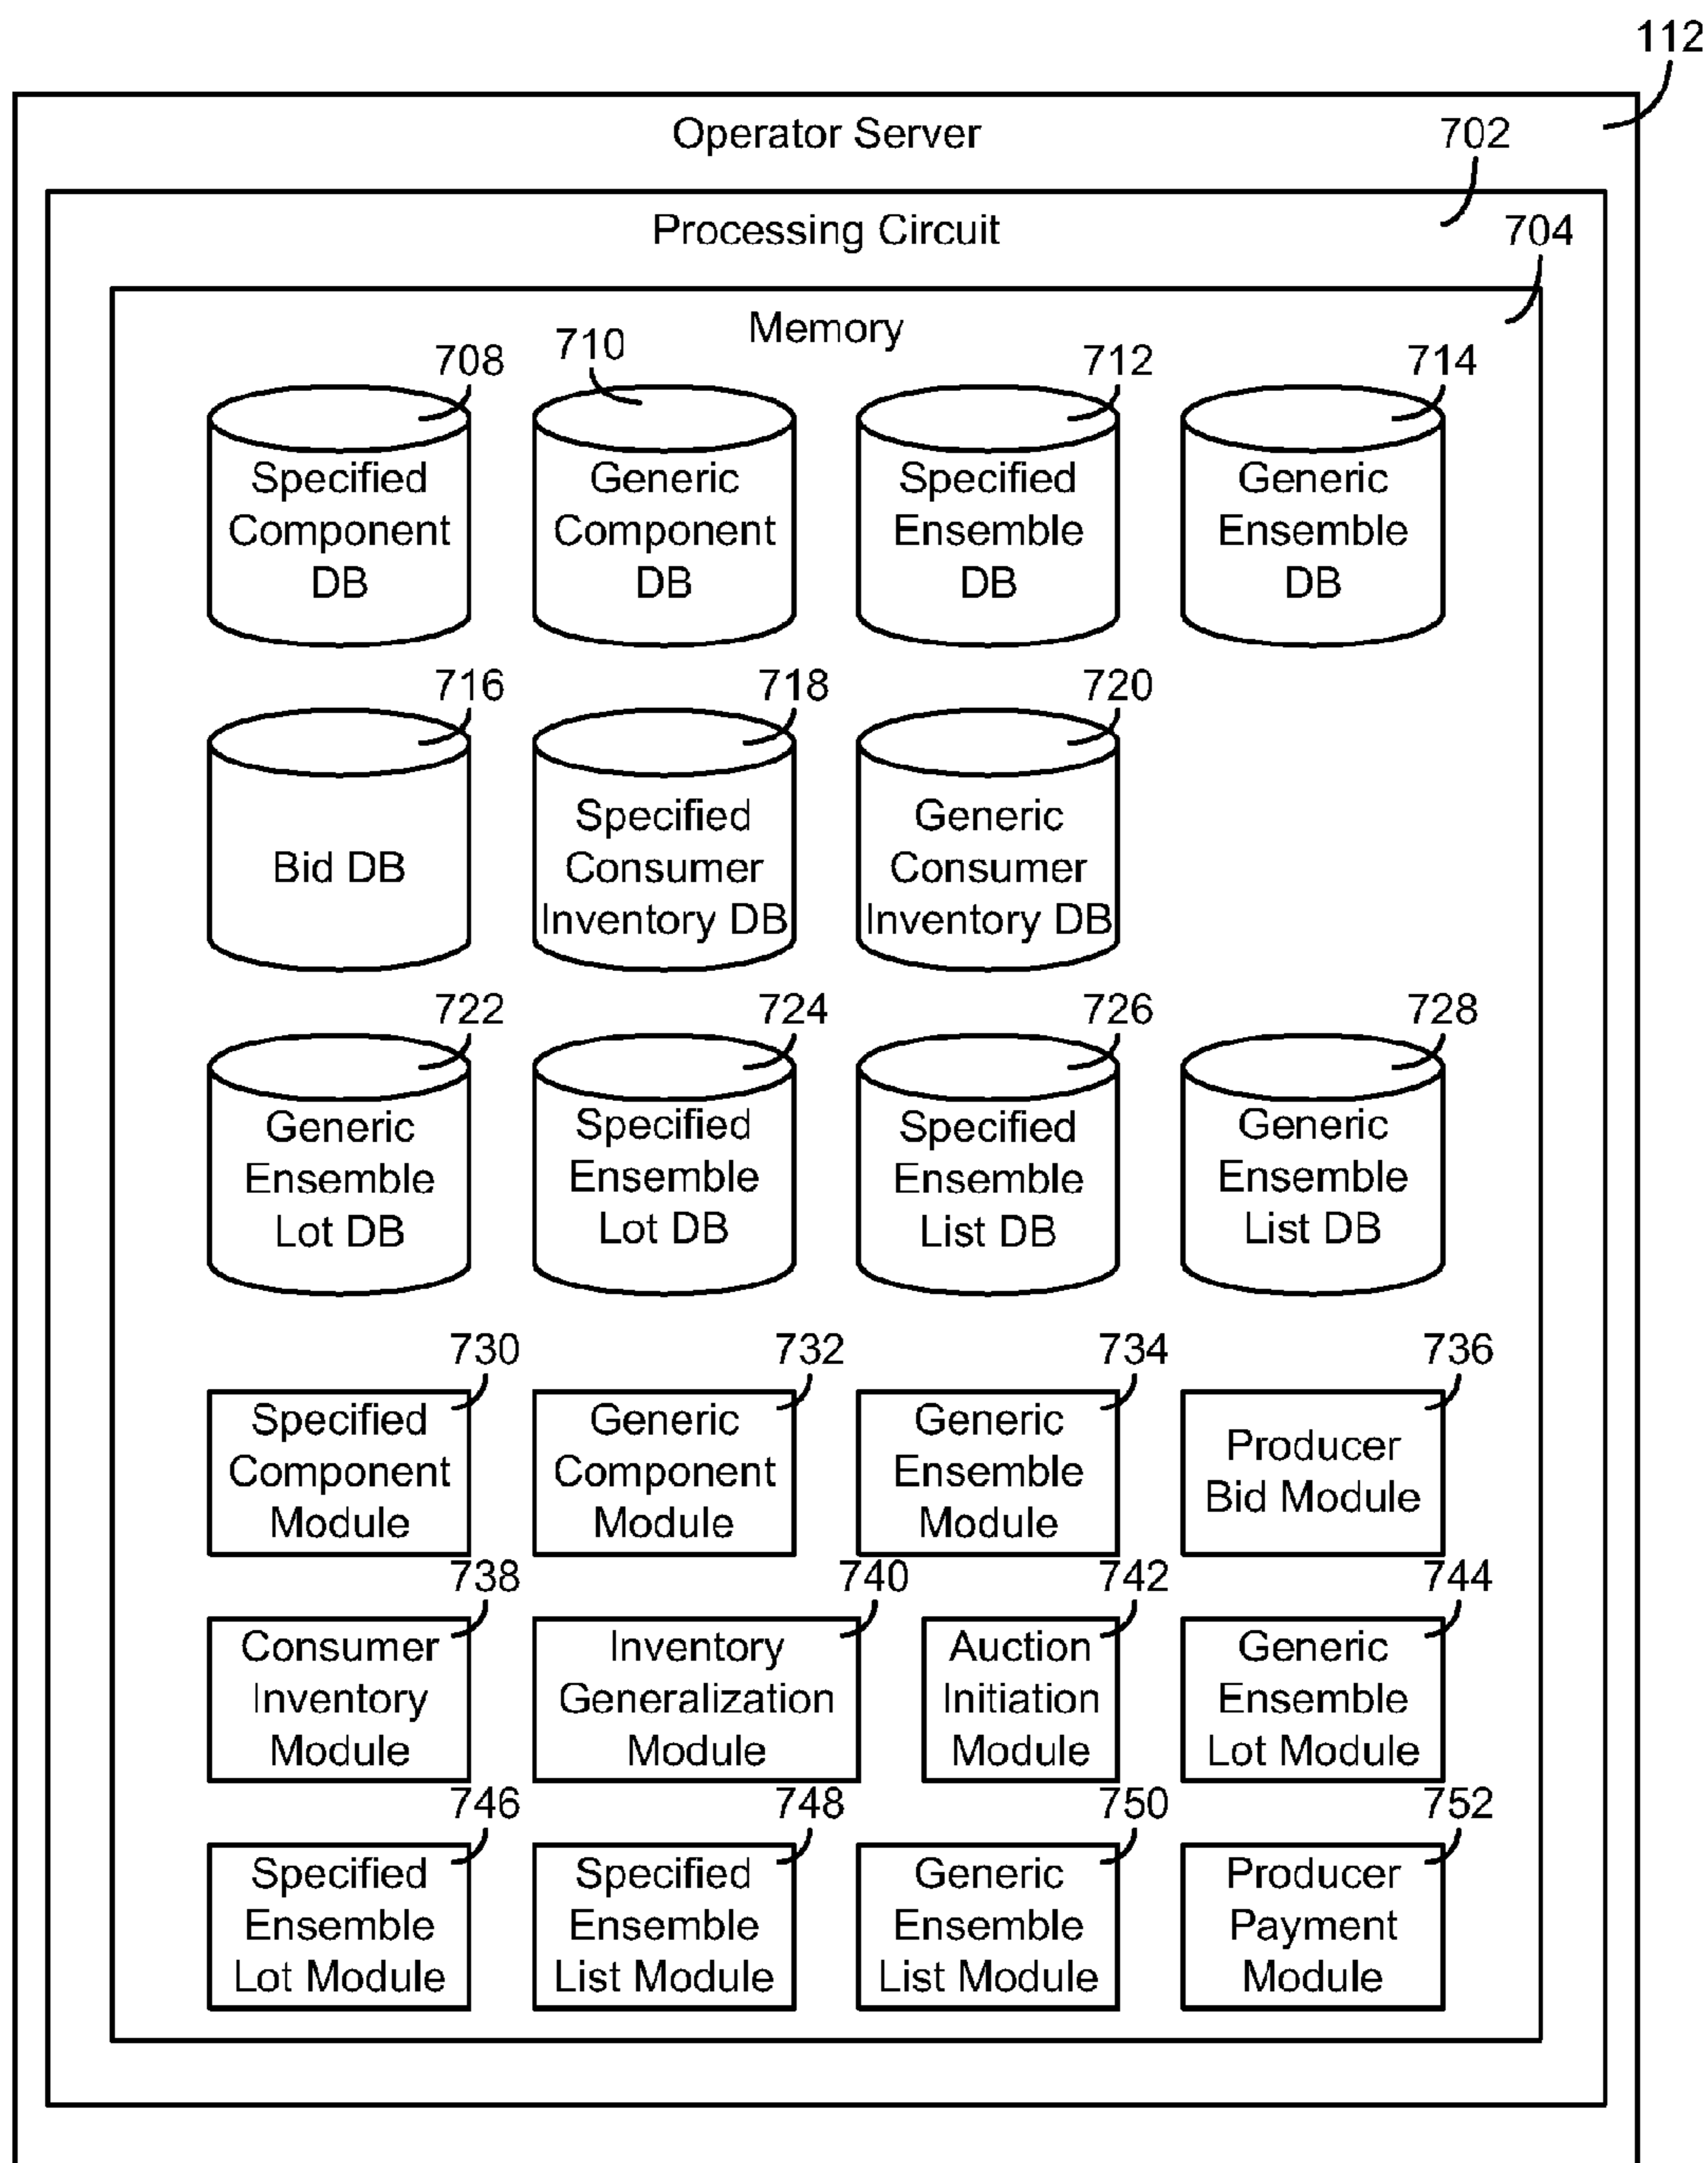 112
Operator Server
702
Processing Circuit
704
Memory
708
710
712
714
Specified
Component
DB
Generic
Component
DB
Specified
Ensemble
DB
Generic
Ensemble
DB
716
718
720
Bid DB
Specified
Consumer
Inventory DB
Generic
Consumer
Inventory DB
722
724
726
728
Generic
Ensemble
Lot DB
Specified
Ensemble
Lot DB
Specified
Ensemble
List DB
Generic
Ensemble
List DB
730
732
734
736
Specified
Component
Module
Generic
Component
Module
Generic
Ensemble
Module
Producer
Bid Module
738
740
742
744
Consumer
Inventory
Module
Inventory
Generalization
Module
Auction
Initiation
Module
Generic
Ensemble
Lot Module
746
748
750
752
Specified
Ensemble
Lot Module
Specified
Ensemble
List Module
Generic
Ensemble
List Module
Producer
Payment
Module